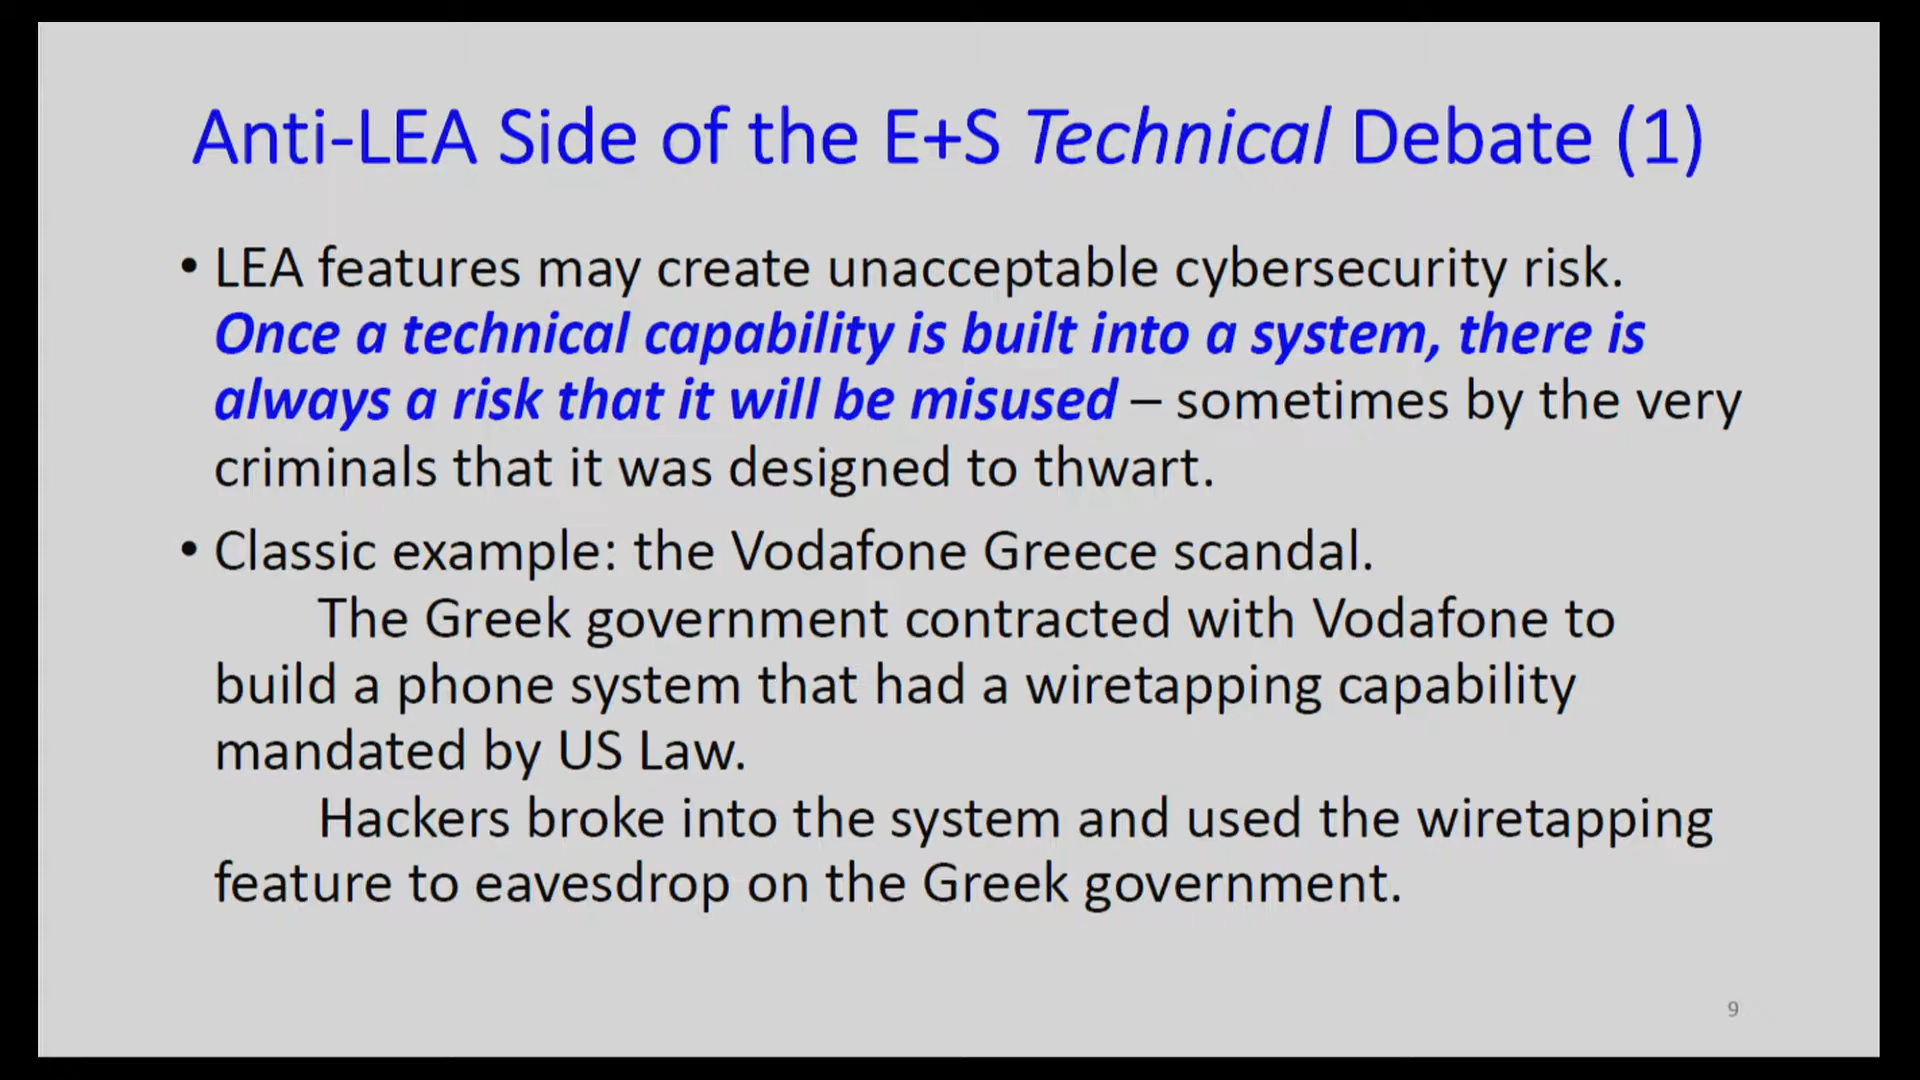 Anti-LEA Side of the E+S Technical Debate (1)
• LEA features may create unacceptable cybersecurity risk.
Once a technical capability is built into a system, there is
always a risk that it will be misused – sometimes by the very
criminals that it was designed to thwart.
• Classic example: the Vodafone Greece scandal.
The Greek government contracted with Vodafone to
build a phone system that had a wiretapping capability
mandated by US Law.
Hackers broke into the system and used the wiretapping
feature to eavesdrop on the Greek government.
9